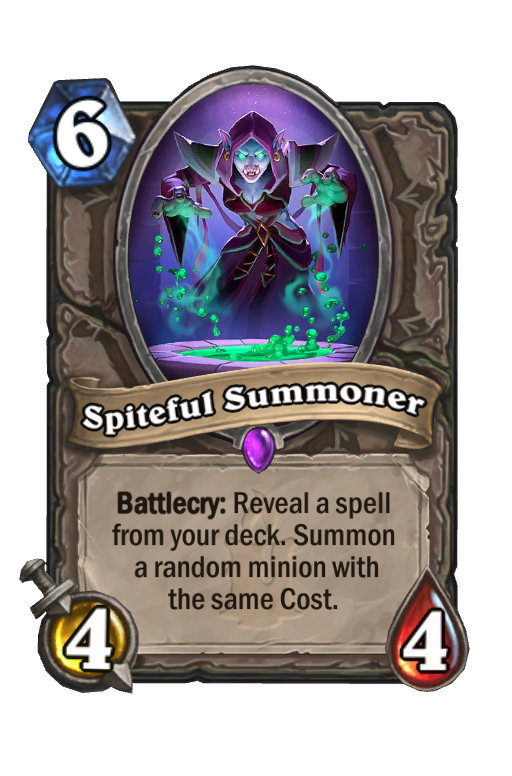 6
Spiteful Summoner
Battlecry: Reveal a spell
from your deck. Summon
a random minion with
the same Cost.
4
4